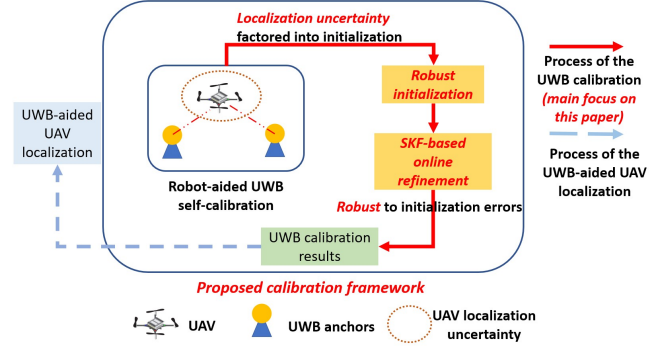 Localization uncertainty
factored into initialization
Robust
initialization
SKF-based
online
refinement
Robot-aided UWB
self-calibration
Robust to initialization errors
UWB calibration
results
UWB-aided
UAV
localization
Proposed calibration framework
Process of the
UWB calibration
(main focus on
this paper)
Process of the
UWB-aided UAV
localization
UAV
UWB anchors
UAV localization
uncertainty